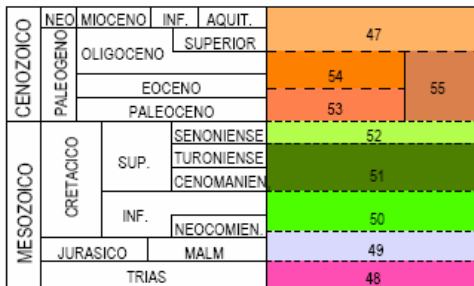 CENOZOICO
NEO MIOCENO INF. AQUIT.
PALEOGENO
OLIGOCENO SUPERIOR
47
EOCENO
54
55
PALEOCENO
53
MESOZOICO
CRETACICO
SUP.
SENONIENSE
52
TURONIENSE
CENOMANIEN
51
INF.
NEOCOMIEN.
50
JURASICO MALM
49
TRIAS
48